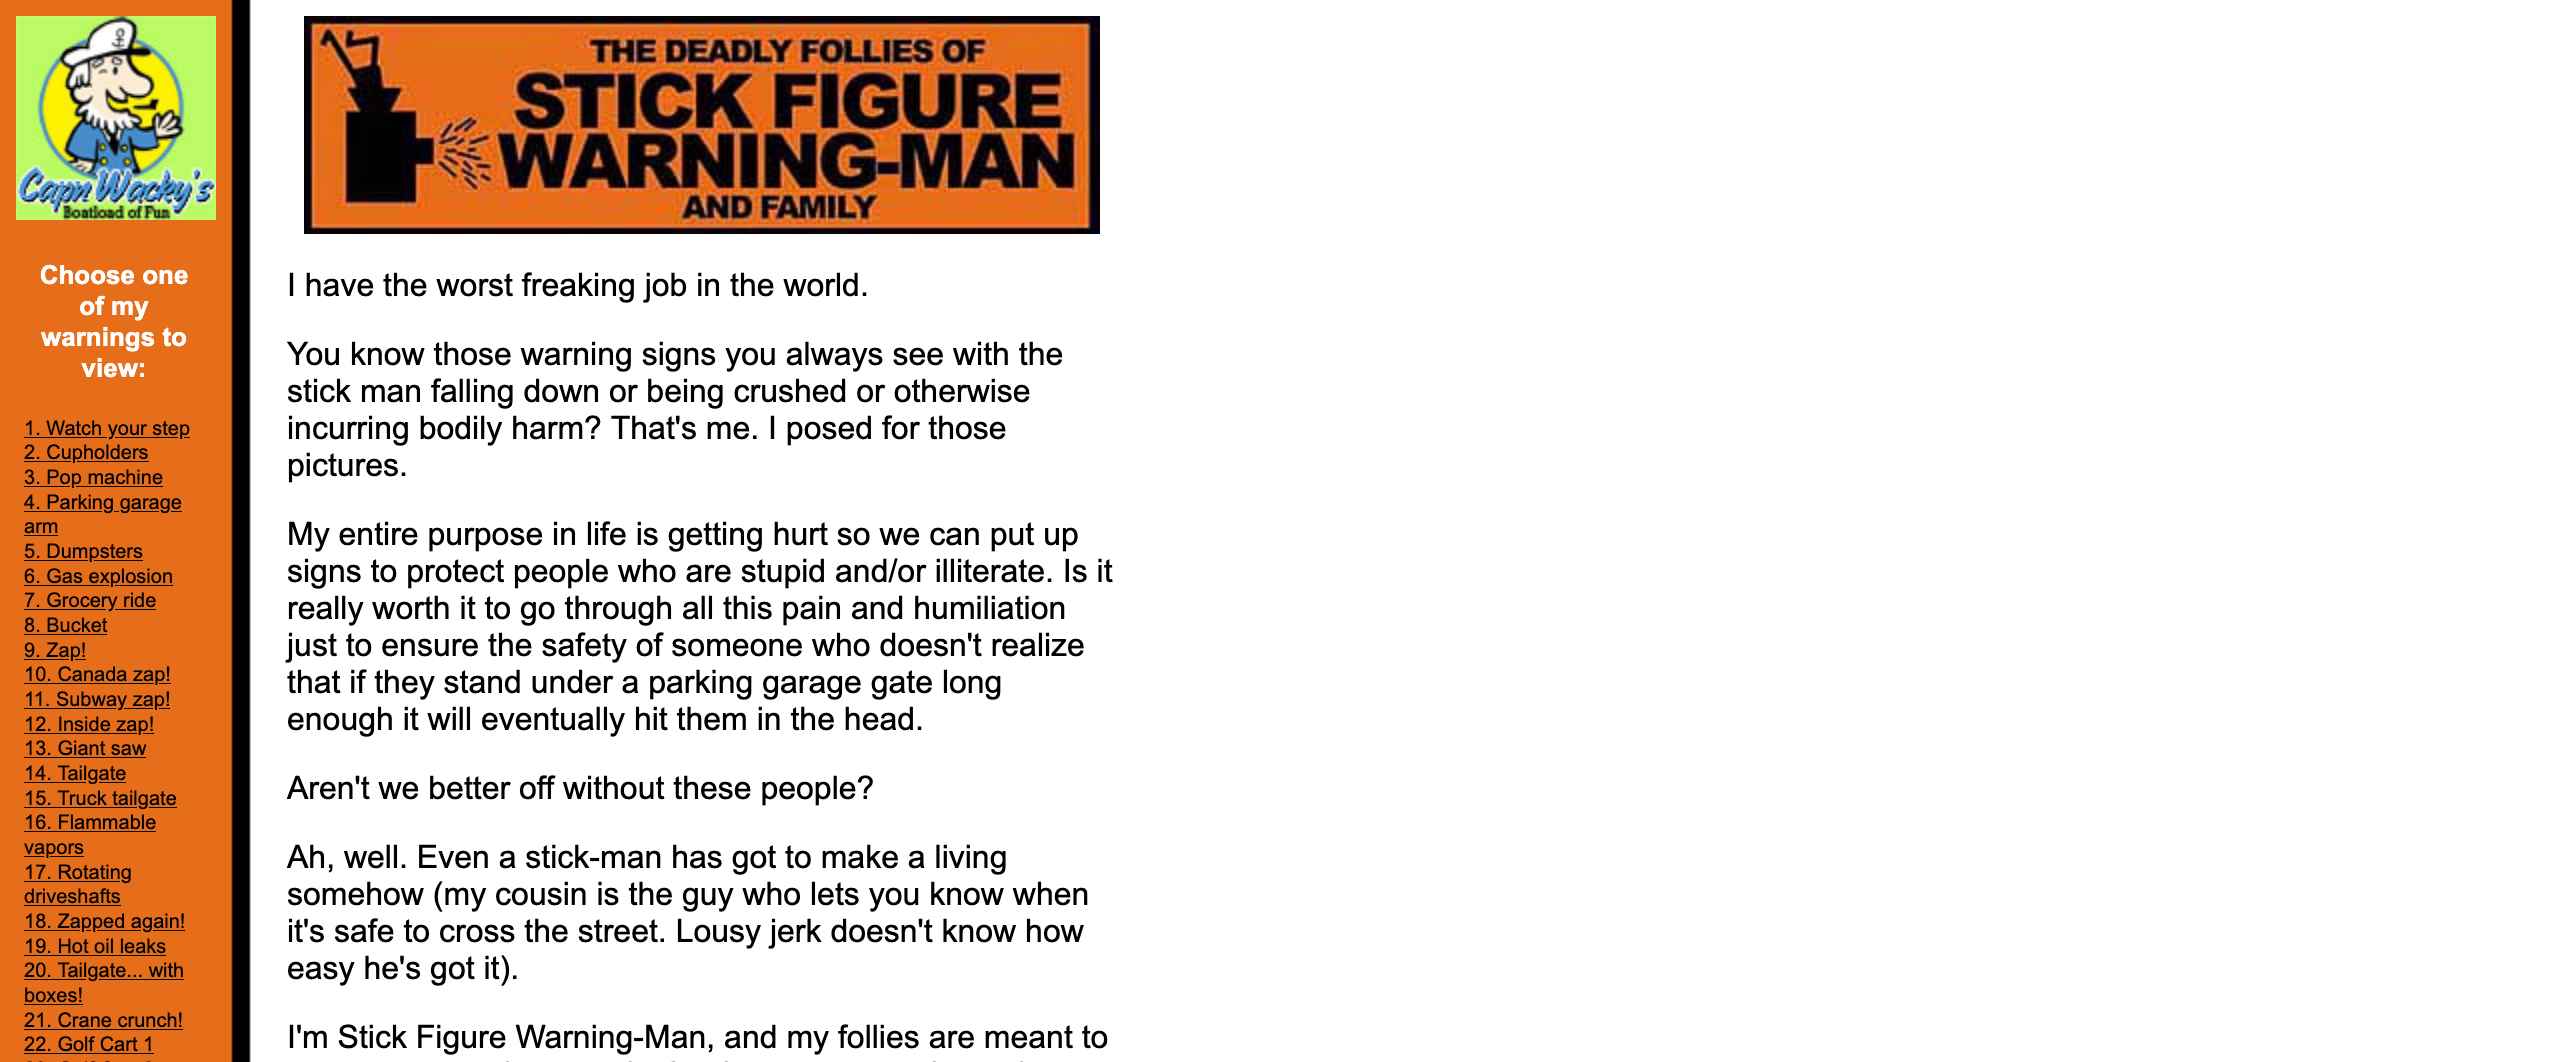 Capn Wacky's
Boatload of Fun
Choose one
of my
warnings to
view:
1. Watch your step
2. Cupholders
3. Pop machine
4. Parking garage
arm
5. Dumpsters
6. Gas explosion
7. Grocery ride
8. Bucket
9. Zap!
10. Canada zap!
11. Subway zap!
12. Inside zap!
13. Giant saw
14. Tailgate
15. Truck tailgate
16. Flammable
vapors
17. Rotating
driveshafts
18. Zapped again!
19. Hot oil leaks
20. Tailgate... with
boxes!
21. Crane crunch!
22. Golf Cart 1
THE DEADLY FOLLIES OF
STICK FIGURE
WARNING-MAN
AND FAMILY
I have the worst freaking job in the world.
You know those warning signs you always see with the
stick man falling down or being crushed or otherwise
incurring bodily harm? That's me. I posed for those
pictures.
My entire purpose in life is getting hurt so we can put up
signs to protect people who are stupid and/or illiterate. Is it
really worth it to go through all this pain and humiliation
just to ensure the safety of someone who doesn't realize
that if they stand under a parking garage gate long
enough it will eventually hit them in the head.
Aren't we better off without these people?
Ah, well. Even a stick-man has got to make a living
somehow (my cousin is the guy who lets you know when
it's safe to cross the street. Lousy jerk doesn't know how
easy he's got it).
I'm Stick Figure Warning-Man, and my follies are meant to